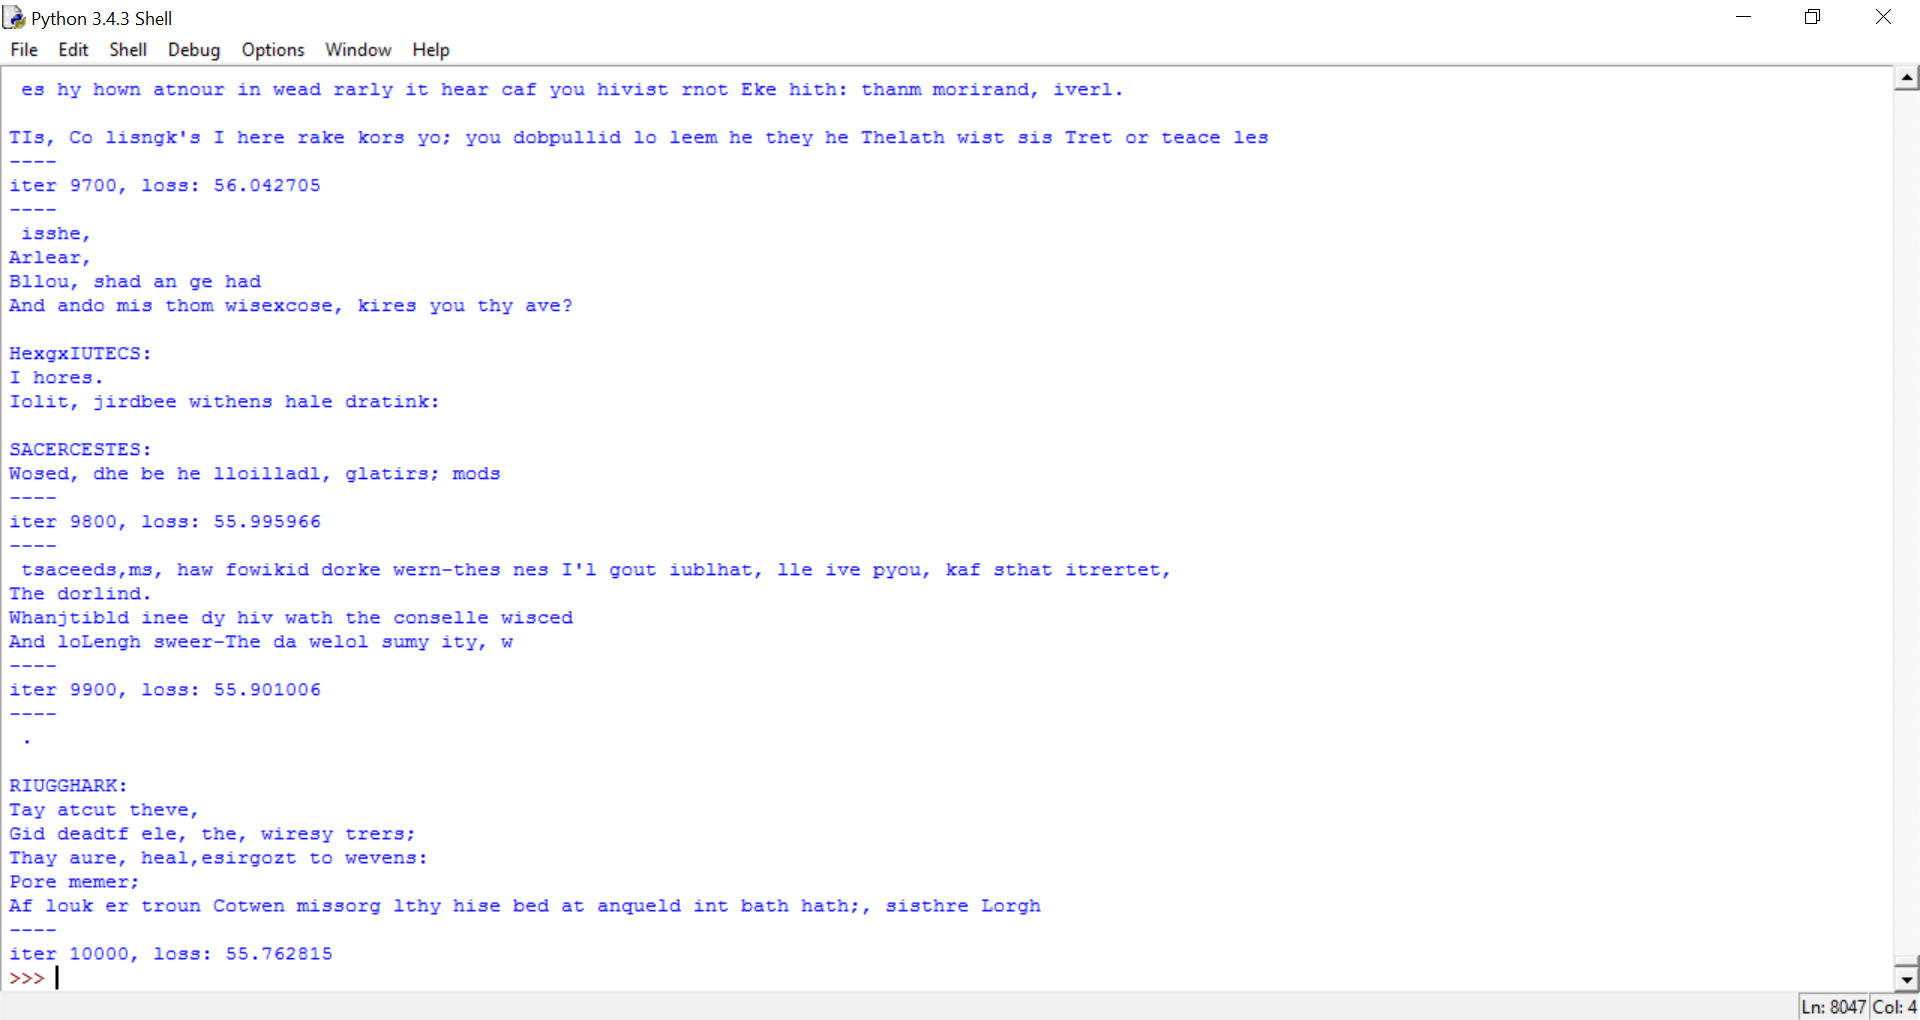 Python 3.4.3 Shell
File Edit Shell Debug Options Window Help
es hy hown atnour in wead rarly it hear caf you hivist rnot Eke hith: thanm morirand, iverl.
TIs, Co lisngk's I here rake kors yo; you dobpullid lo leem he they he Thelath wist sis Tret or teace les
----
iter 9700, loss: 56.042705
----
isshe,
Arlear,
Bllou, shad an ge had
And ando mis thom wisexcose, kires you thy ave?
HexgxIUTECS:
I hores.
Iolit, jirdbee withens hale dratink:
SACERCESTES:
Wosed, dhe be he lloilladl, glatirs; mods
----
iter 9800, loss: 55.995966
----
tsaceeds,ms, haw fowikid dorke wern-thes nes I'l gout iublhat, lle ive pyou, kaf sthat itrertet,
The dorlind.
Whanjtibld inee dy hiv wath the conselle wisced
And loLengh sweer-The da welol sumy ity, w
----
iter 9900, loss: 55.901006
----
.
RIUGGHARK:
Tay atcut theve,
Gid deadtf ele, the, wiresy trers;
Thay aure, heal,esirgozt to wevens:
Pore memer;
Af louk er troun Cotwen missorg lthy hise bed at anqueld int bath hath;, sisthre Lorgh
----
iter 10000, loss: 55.762815
>>>
Ln: 8047 Col: 4